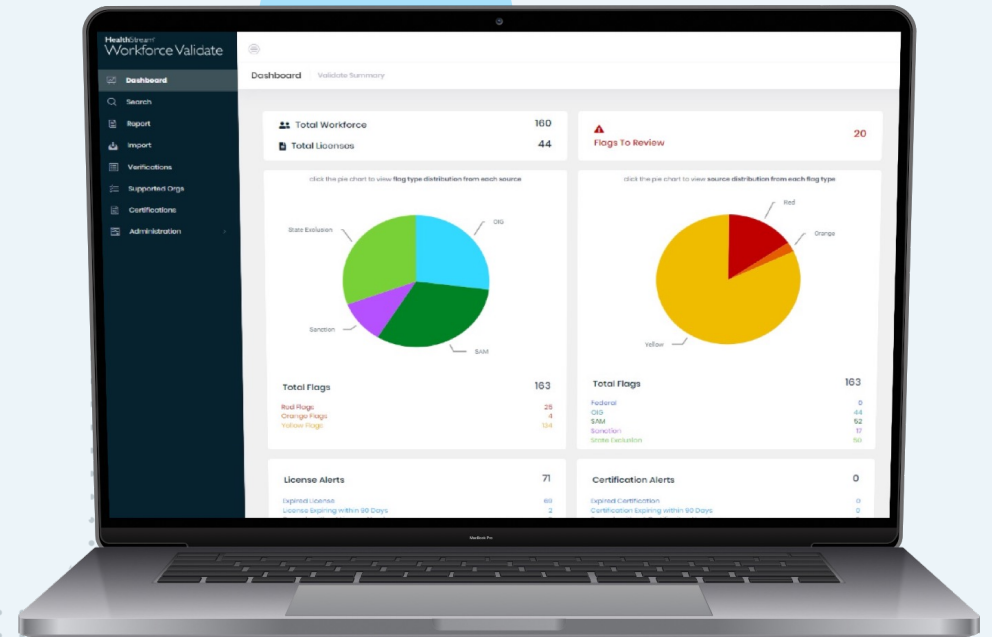 HealthStream
Workforce Validate
Dashboard
Search
Report
Import
Verifications
Supported Orgs
Certifications
Administration
Dashboard Validate Summary
Total Workforce 160
Total Licenses 44
Flags To Review 20
click the pie chart to view flag type distribution from each source
State Exclusion
OIG
Sanction
SAM
Total Flags 163
Red Flags
Orange Flags 4
Yellow Flags
click the pie chart to view source distribution from each flag type
Red
Orange
Yellow
Total Flags 163
Federal
OIG 44
SAM 52
Sanction 17
State Exclusion
License Alerts 71
Expired License
License Expiring within 90 Days 2
Certification Alerts 0
Expired Certification 0
Certification Expiring within 90 Days 0
MacBook Pro